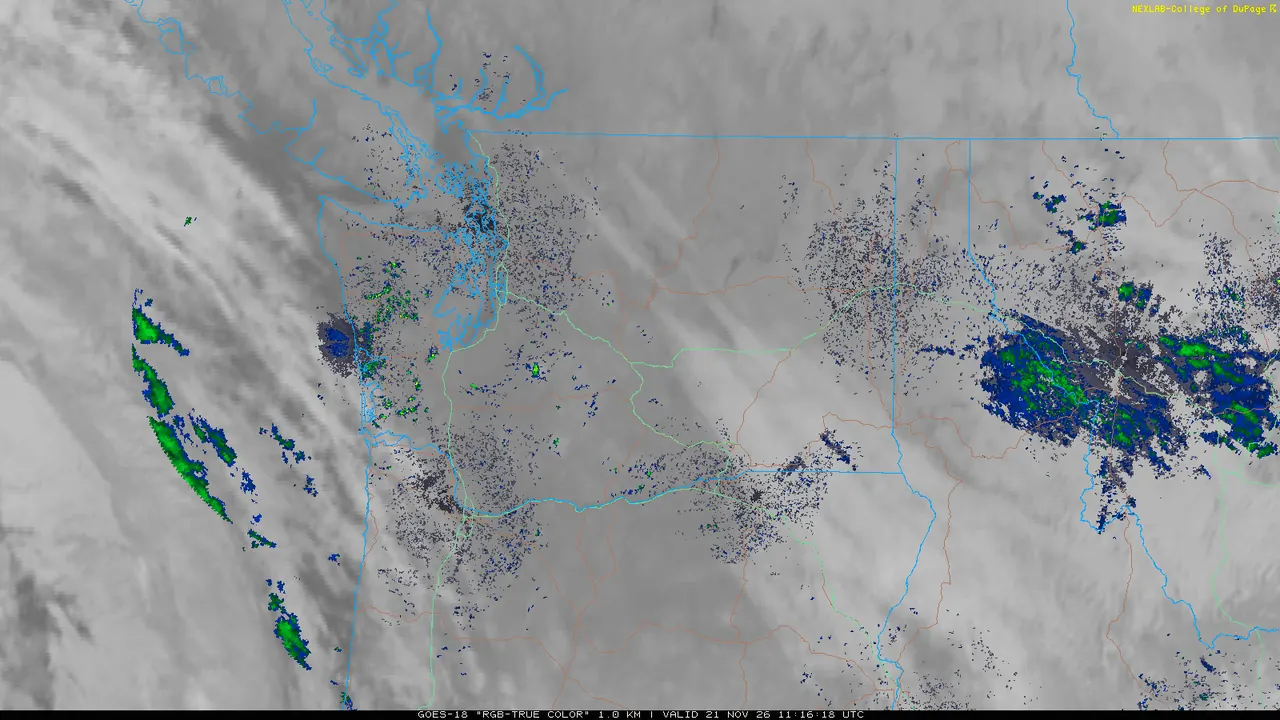 NEXLAB-College of DuPage
GOES-18 "RGB-TRUE COLOR" 1.0 KM | VALID 21 NOV 26 11:16:18 UTC